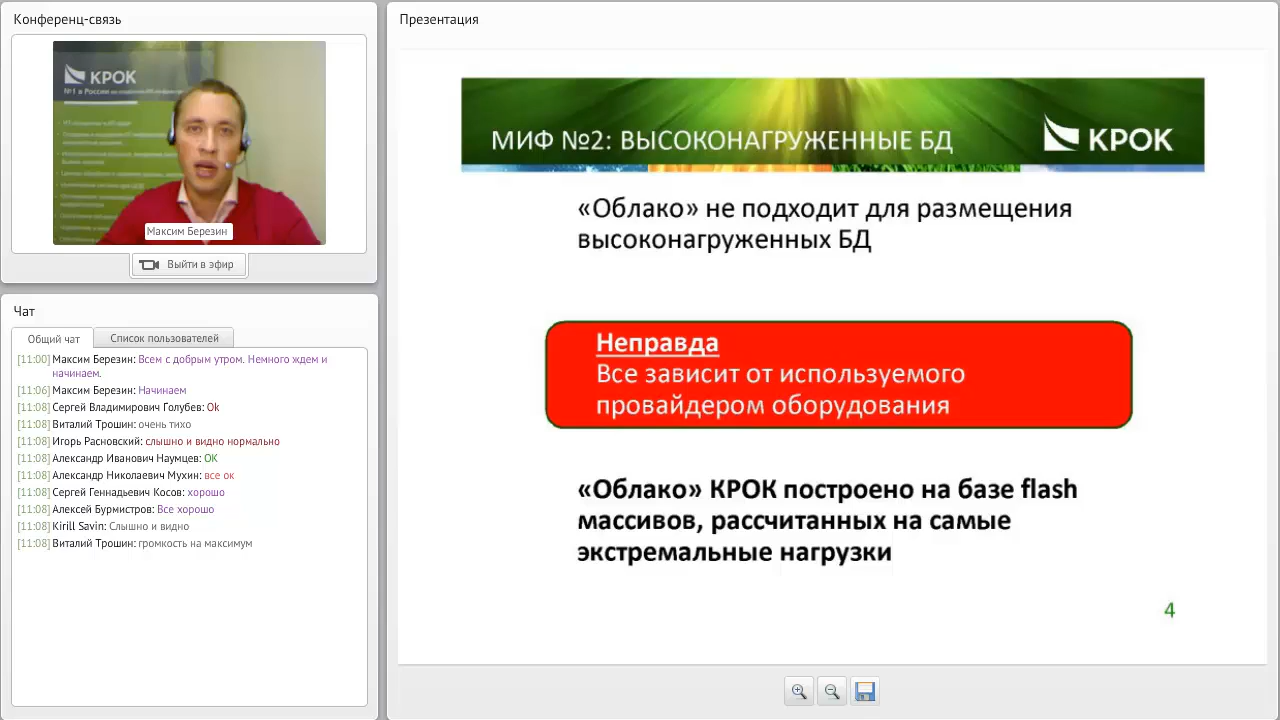 Конференц-связь
КРОК
№1 в России
Максим Березин
Выйти в эфир
Чат
Общий чат
Список пользователей
[11:00] Максим Березин: Всем с добрым утром. Немного ждем и
начинаем.
[11:06] Максим Березин: Начинаем
[11:08] Сергей Владимирович Голубев: Ok
[11:08] Виталий Трошин: очень тихо
[11:08] Игорь Расновский: слышно и видно нормально
[11:08] Александр Иванович Наумцев: OK
[11:08] Александр Николаевич Мухин: все ок
[11:08] Сергей Геннадьевич Косов: хорошо
[11:08] Алексей Бурмистров: Все хорошо
[11:08] Kirill Savin: Слышно и видно
[11:08] Виталий Трошин: громкость на максимум
Презентация
МИФ №2: ВЫСОКОНАГРУЖЕННЫЕ БД
КРОК
«Облако» не подходит для размещения
высоконагруженных БД
Неправда
Все зависит от используемого
провайдером оборудования
«Облако» КРОК построено на базе flash
массивов, рассчитанных на самые
экстремальные нагрузки
4